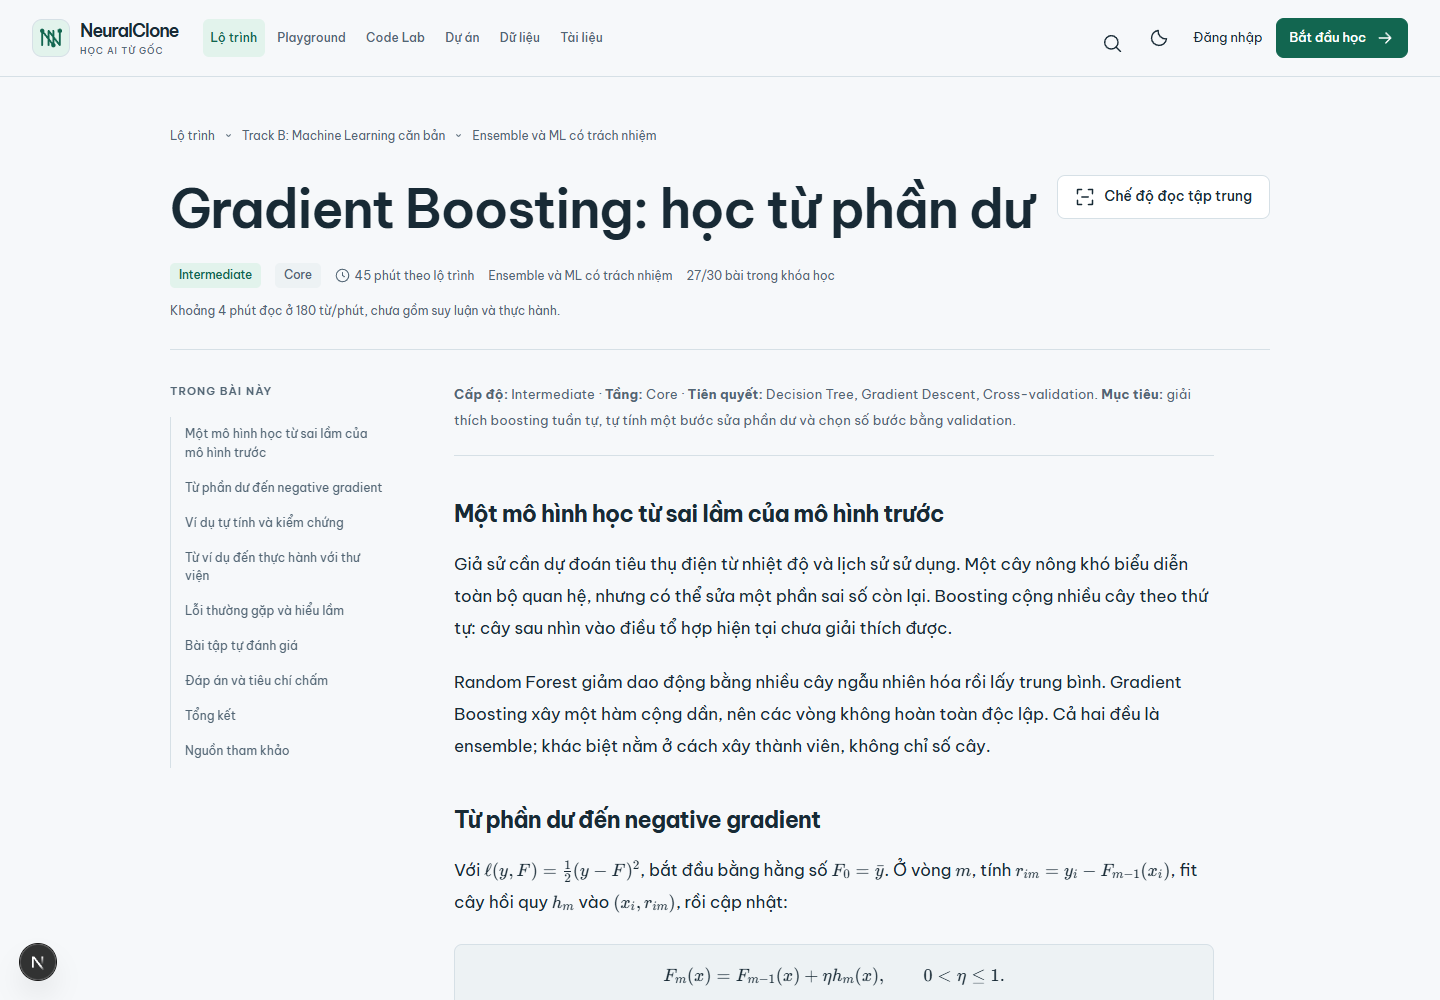 NeuralClone
HỌC AI TỪ GỐC
Lộ trình
Playground
Code Lab
Dự án
Dữ liệu
Tài liệu
Đăng nhập
Bắt đầu học
Lộ trình
Track B: Machine Learning căn bản
Ensemble và ML có trách nhiệm
Gradient Boosting: học từ phần dư
Chế độ đọc tập trung
Intermediate
Core
45 phút theo lộ trình
Ensemble và ML có trách nhiệm
27/30 bài trong khóa học
Khoảng 4 phút đọc ở 180 từ/phút, chưa gồm suy luận và thực hành.
TRONG BÀI NÀY
Một mô hình học từ sai lầm của
mô hình trước
Từ phần dư đến negative gradient
Ví dụ tự tính và kiểm chứng
Từ ví dụ đến thực hành với thư
viện
Lỗi thường gặp và hiểu lầm
Bài tập tự đánh giá
Đáp án và tiêu chí chấm
Tổng kết
Nguồn tham khảo
Cấp độ: Intermediate · Tầng: Core · Tiên quyết: Decision Tree, Gradient Descent, Cross-validation. Mục tiêu: giải
thích boosting tuần tự, tự tính một bước sửa phần dư và chọn số bước bằng validation.
Một mô hình học từ sai lầm của mô hình trước
Giả sử cần dự đoán tiêu thụ điện từ nhiệt độ và lịch sử sử dụng. Một cây nông khó biểu diễn
toàn bộ quan hệ, nhưng có thể sửa một phần sai số còn lại. Boosting cộng nhiều cây theo thứ
tự: cây sau nhìn vào điều tổ hợp hiện tại chưa giải thích được.
Random Forest giảm dao động bằng nhiều cây ngẫu nhiên hóa rồi lấy trung bình. Gradient
Boosting xây một hàm cộng dần, nên các vòng không hoàn toàn độc lập. Cả hai đều là
ensemble; khác biệt nằm ở cách xây thành viên, không chỉ số cây.
Từ phần dư đến negative gradient
Với ℓ(y, F) = ½(y − F)², bắt đầu bằng hằng số F₀ = ȳ. Ở vòng m, tính r_{im} = y_i − F_{m−1}(x_i), fit
cây hồi quy h_m vào (x_i, r_{im}), rồi cập nhật:
F_m(x) = F_{m−1}(x) + ηh_m(x), 0 < η ≤ 1.
N